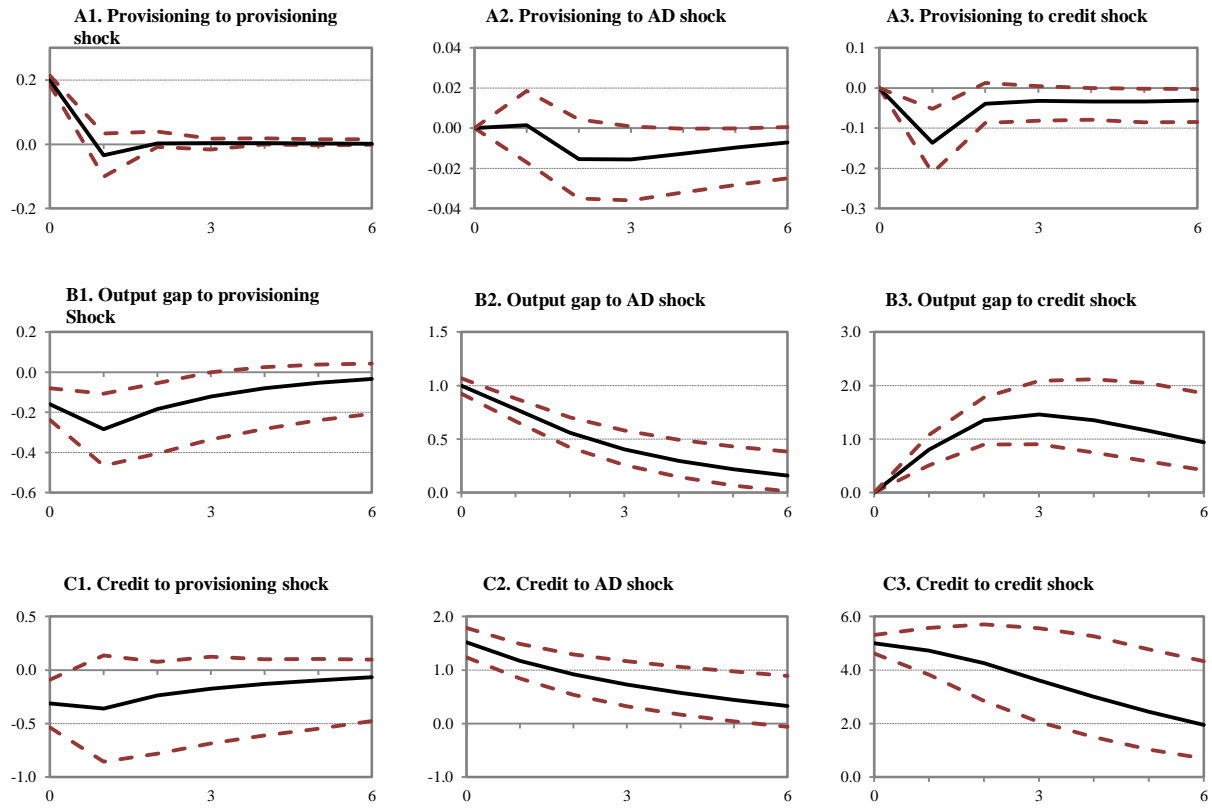 A1. Provisioning to provisioning
shock
0.2
0.0
-0.2
0 3 6
A2. Provisioning to AD shock
0.04
0.02
0.00
-0.02
-0.04
0 3 6
A3. Provisioning to credit shock
0.1
0.0
-0.1
-0.2
-0.3
0 3 6
B1. Output gap to provisioning
Shock
0.2
0.0
-0.2
-0.4
-0.6
0 3 6
B2. Output gap to AD shock
1.5
1.0
0.5
0.0
0 3 6
B3. Output gap to credit shock
3.0
2.0
1.0
0.0
0 3 6
C1. Credit to provisioning shock
0.5
0.0
-0.5
-1.0
0 3 6
C2. Credit to AD shock
2.0
1.0
0.0
-1.0
0 3 6
C3. Credit to credit shock
6.0
4.0
2.0
0.0
0 3 6